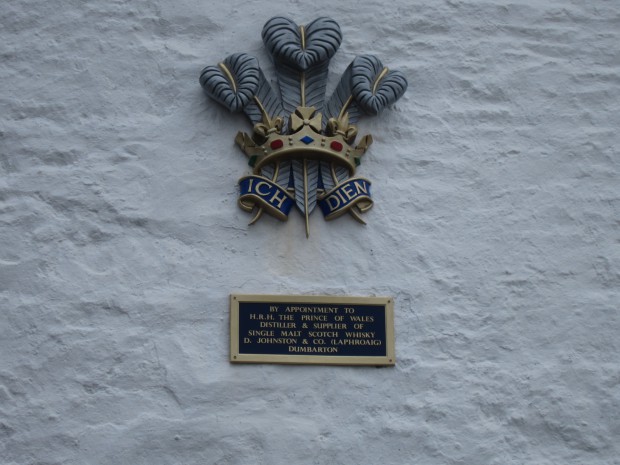 ICH DIEN
BY APPOINTMENT TO
H.R.H. THE PRINCE OF WALES
DISTILLER & SUPPLIER OF
SINGLE MALT SCOTCH WHISKY
D. JOHNSTON & CO. (LAPHROAIG)
DUMBARTON